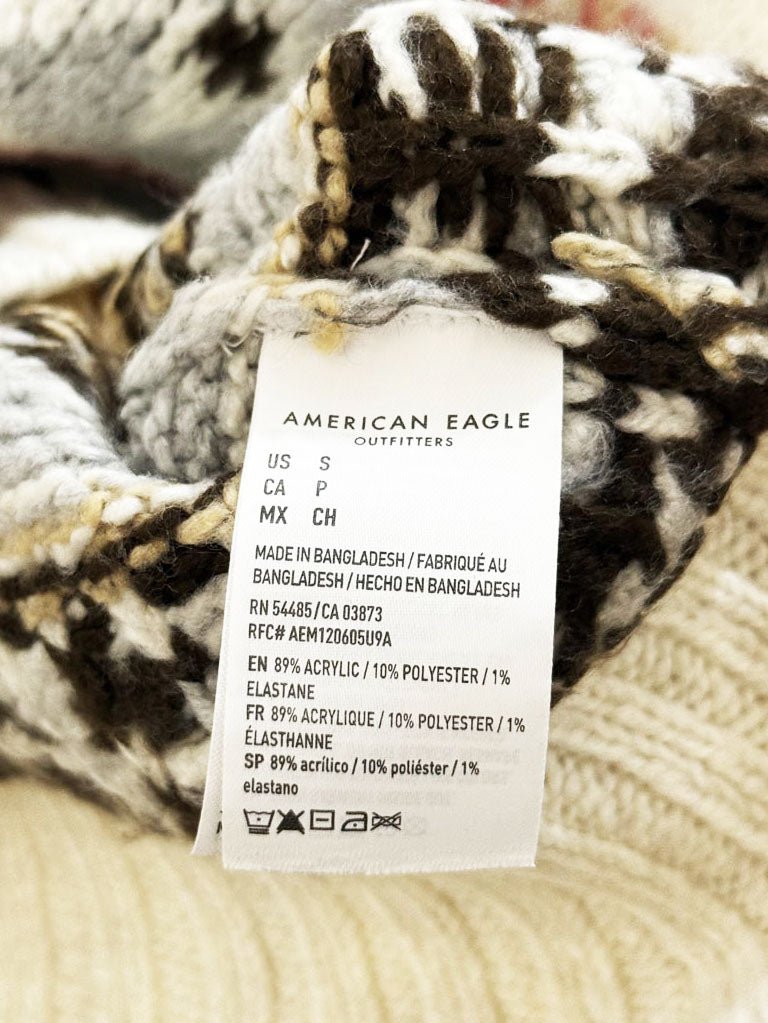 AMERICAN EAGLE
OUTFITTERS
US S
CA P
MX CH
MADE IN BANGLADESH / FABRIQUÉ AU
BANGLADESH / HECHO EN BANGLADESH
RN 54485/CA 03873
RFC# AEM120605U9A
EN 89% ACRYLIC / 10% POLYESTER / 1%
ELASTANE
FR 89% ACRYLIQUE / 10% POLYESTER / 1%
ÉLASTHANNE
SP 89% acrílico / 10% poliéster / 1%
elastano